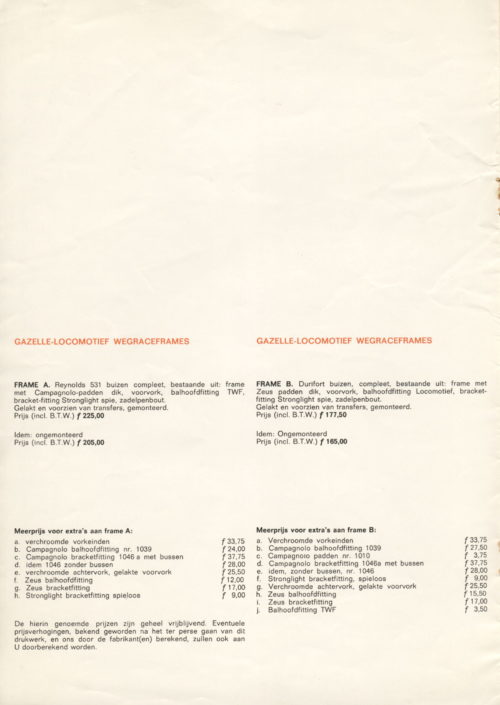 GAZELLE-LOCOMOTIEF WEGRACEFRAMES
FRAME A. Reynolds 531 buizen compleet, bestaande uit: frame
met Campagnolo-padden dik, voorvork, balhoofdfitting TWF,
bracket-fitting Stronglight spie, zadelpenbout.
Gelakt en voorzien van transfers, gemonteerd.
Prijs (incl. B.T.W.) ƒ 225,00
Idem: ongemonteerd
Prijs (incl. B.T.W.) ƒ 205,00
Meerprijs voor extra's aan frame A:
a. verchroomde vorkeinden ƒ 33,75
b. Campagnolo balhoofdfitting nr. 1039 ƒ 24,00
c. Campagnolo bracketfitting 1046 a met bussen ƒ 37,75
d. idem 1046 zonder bussen ƒ 28,00
e. verchroomde achtervork, gelakte voorvork ƒ 25,50
f. Zeus balhoofdfitting ƒ 12,00
g. Zeus bracketfitting ƒ 17,00
h. Stronglight bracketfitting spieloos ƒ 9,00
De hierin genoemde prijzen zijn geheel vrijblijvend. Eventuele
prijsverhogingen, bekend geworden na het ter perse gaan van dit
drukwerk, en ons door de fabrikant(en) berekend, zullen ook aan
U doorberekend worden.
GAZELLE-LOCOMOTIEF WEGRACEFRAMES
FRAME B. Durifort buizen, compleet, bestaande uit: frame met
Zeus padden dik, voorvork, balhoofdfitting Locomotief, bracket-
fitting Stronglight spie, zadelpenbout.
Gelakt en voorzien van transfers, gemonteerd.
Prijs (incl. B.T.W.) ƒ 177,50
Idem: Ongemonteerd
Prijs (incl. B.T.W.) ƒ 165,00
Meerprijs voor extra's aan frame B:
a. Verchroomde vorkeinden ƒ 33,75
b. Campagnolo balhoofdfitting 1039 ƒ 27,50
c. Campagnolo padden nr. 1010 ƒ 3,75
d. Campagnolo bracketfitting 1046a met bussen ƒ 37,75
e. idem, zonder bussen, nr. 1046 ƒ 28,00
f. Stronglight bracketfitting, spieloos ƒ 9,00
g. Verchroomde achtervork, gelakte voorvork ƒ 25,50
h. Zeus balhoofdfitting ƒ 15,50
i. Zeus bracketfitting ƒ 17,00
j. Balhoofdfitting TWF ƒ 3,50